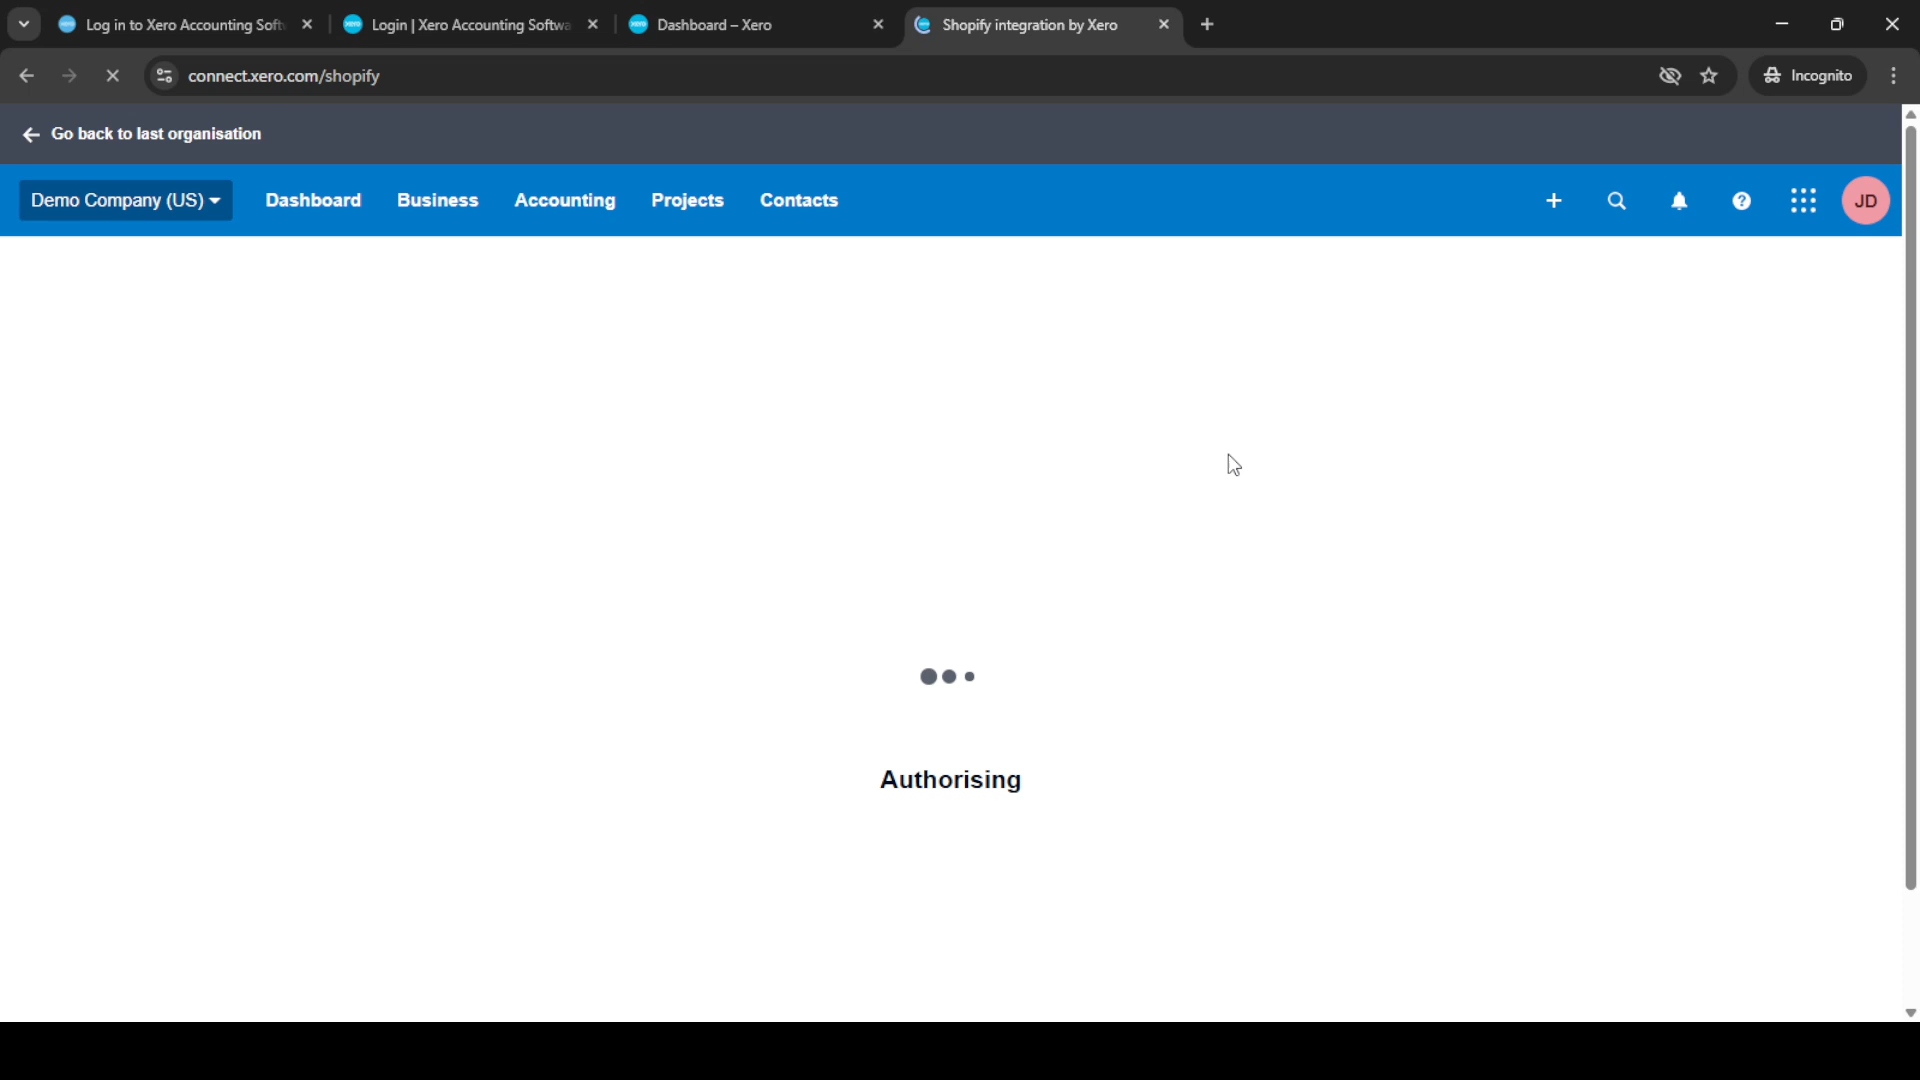 Log in to Xero Accounting Soft
Login | Xero Accounting Softwa
Dashboard – Xero
Shopify integration by Xero
connect.xero.com/shopify
Incognito
Go back to last organisation
Demo Company (US)
Dashboard
Business
Accounting
Projects
Contacts
JD
Authorising